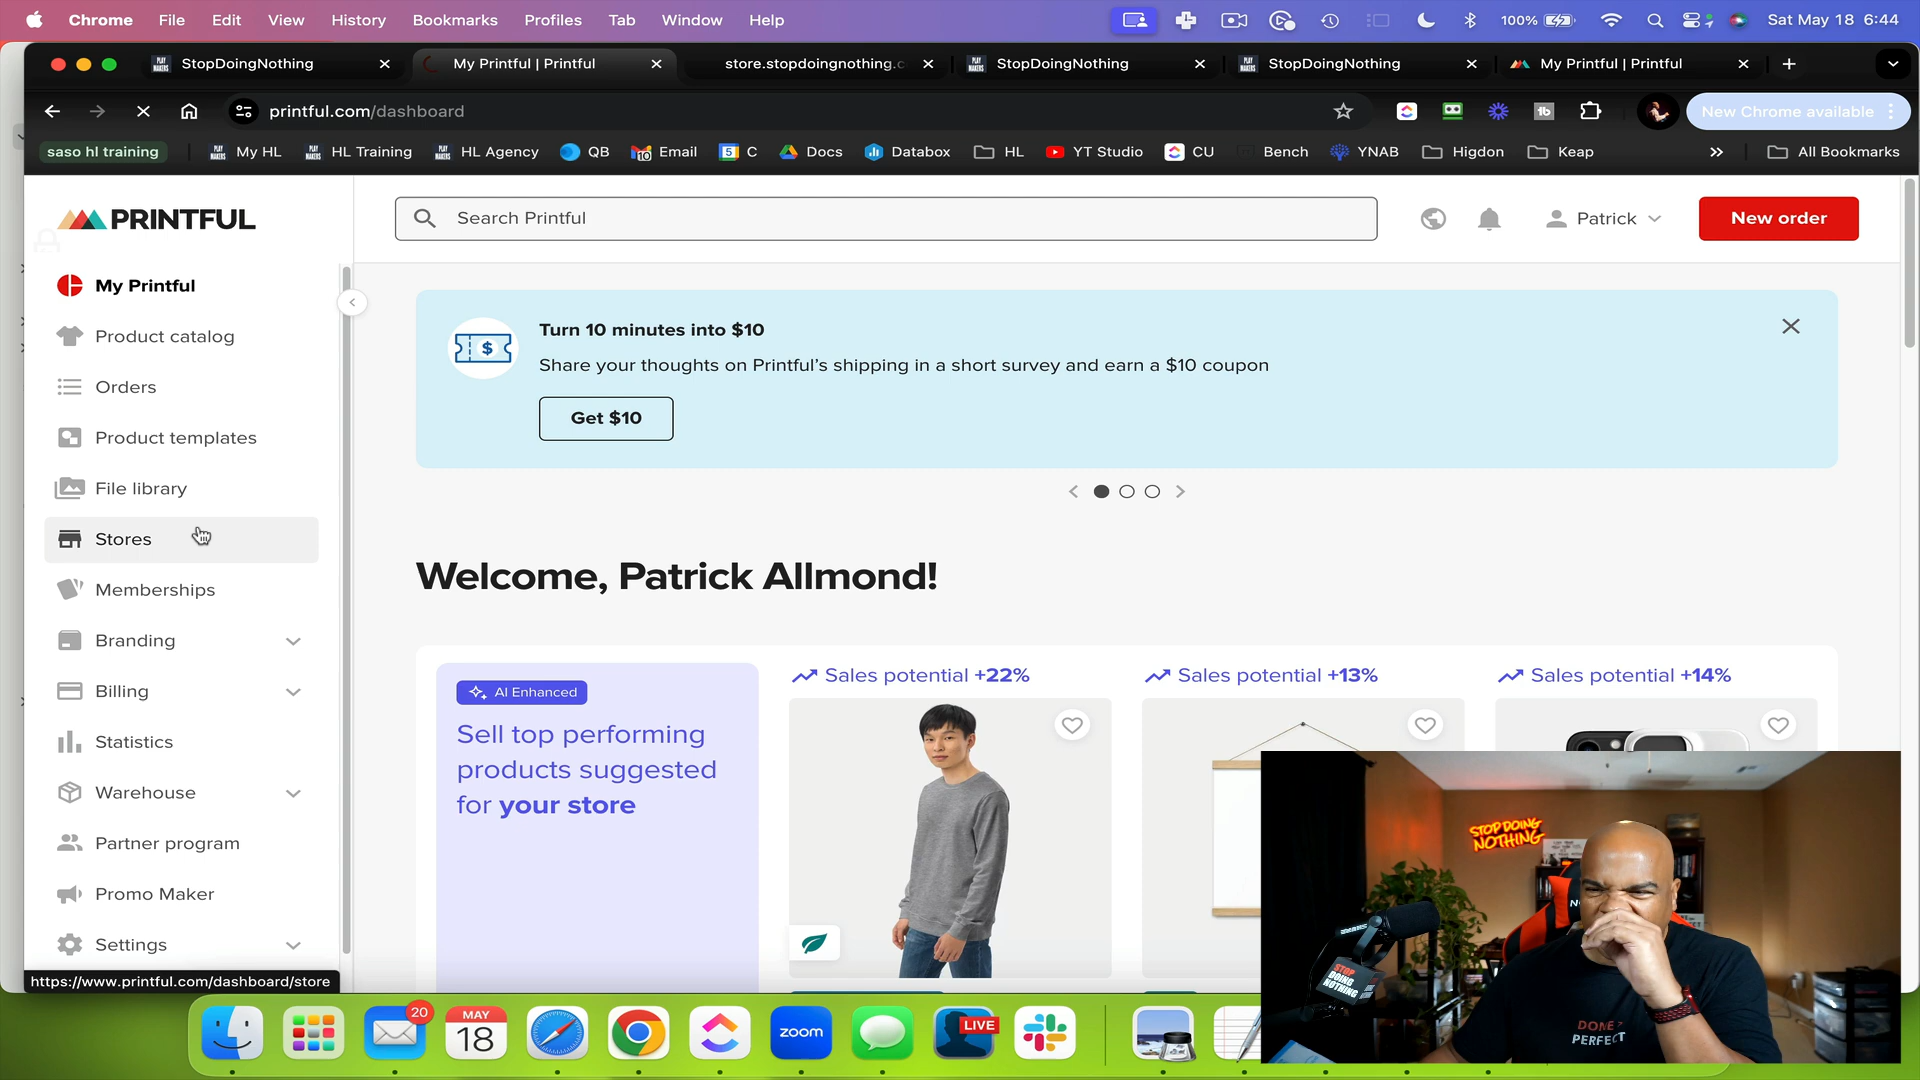 Chrome File Edit View History Bookmarks Profiles Tab Window Help 100% Sat May 18 6:44
StopDoingNothing My Printful | Printful store.stopdoingnothing.c StopDoingNothing StopDoingNothing My Printful | Printful
printful.com/dashboard New Chrome available
saso hl training My HL HL Training HL Agency QB 10 Email 5 C Docs Databox HL YT Studio CU Bench YNAB Higdon Keap All Bookmarks
PRINTFUL
Search Printful
Patrick
New order
My Printful
Product catalog
Orders
Product templates
File library
Stores
Memberships
Branding
Billing
Statistics
Warehouse
Partner program
Promo Maker
Settings
https://www.printful.com/dashboard/store
Turn 10 minutes into $10
Share your thoughts on Printful's shipping in a short survey and earn a $10 coupon
Get $10
Welcome, Patrick Allmond!
AI Enhanced
Sell top performing
products suggested
for your store
Sales potential +22%
Sales potential +13%
Sales potential +14%
STOP DOING
NOTHING
STOP
DOING
NOTHING
DONE >
PERFECT
20
MAY
18
zoom
LIVE